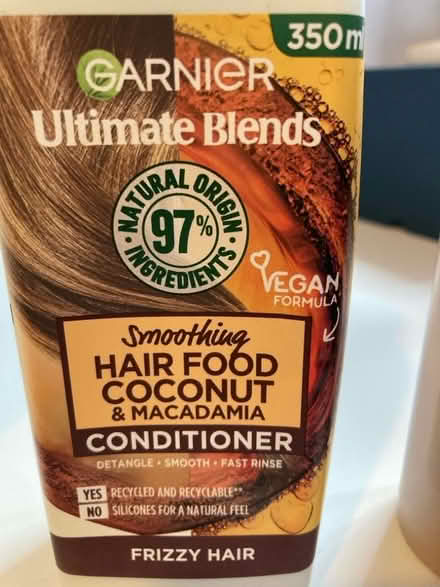 350m
GARNIER
Ultimate Blends
NATURAL ORIGIN
97%
INGREDIENTS
VEGAN
FORMULA
Smoothing
HAIR FOOD
COCONUT
& MACADAMIA
CONDITIONER
DETANGLE • SMOOTH • FAST RINSE
YES RECYCLED AND RECYCLABLE**
NO SILICONES FOR A NATURAL FEEL
FRIZZY HAIR